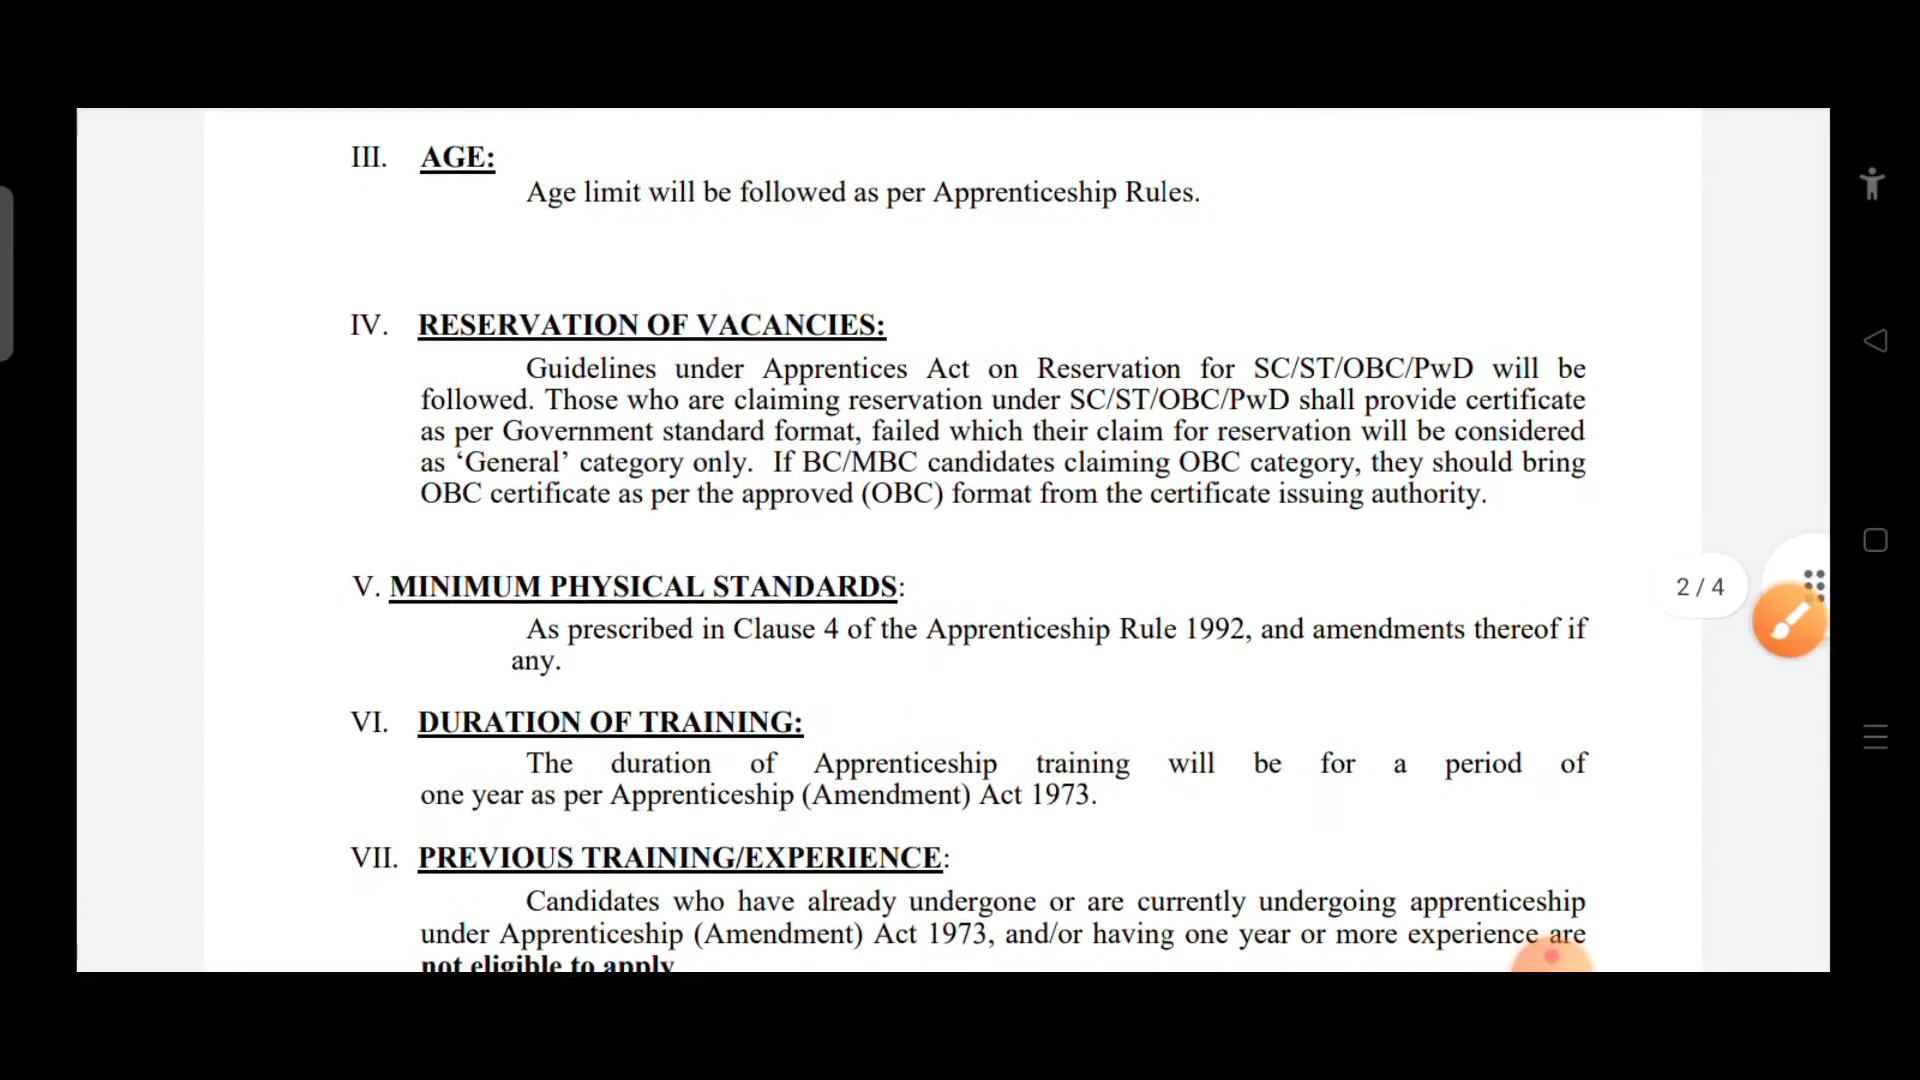 III. AGE:
Age limit will be followed as per Apprenticeship Rules.
IV. RESERVATION OF VACANCIES:
Guidelines under Apprentices Act on Reservation for SC/ST/OBC/PwD will be
followed. Those who are claiming reservation under SC/ST/OBC/PwD shall provide certificate
as per Government standard format, failed which their claim for reservation will be considered
as ‘General’ category only. If BC/MBC candidates claiming OBC category, they should bring
OBC certificate as per the approved (OBC) format from the certificate issuing authority.
V. MINIMUM PHYSICAL STANDARDS:
2 / 4
As prescribed in Clause 4 of the Apprenticeship Rule 1992, and amendments thereof if
any.
VI. DURATION OF TRAINING:
The duration of Apprenticeship training will be for a period of
one year as per Apprenticeship (Amendment) Act 1973.
VII. PREVIOUS TRAINING/EXPERIENCE:
Candidates who have already undergone or are currently undergoing apprenticeship
under Apprenticeship (Amendment) Act 1973, and/or having one year or more experience are
not eligible to apply